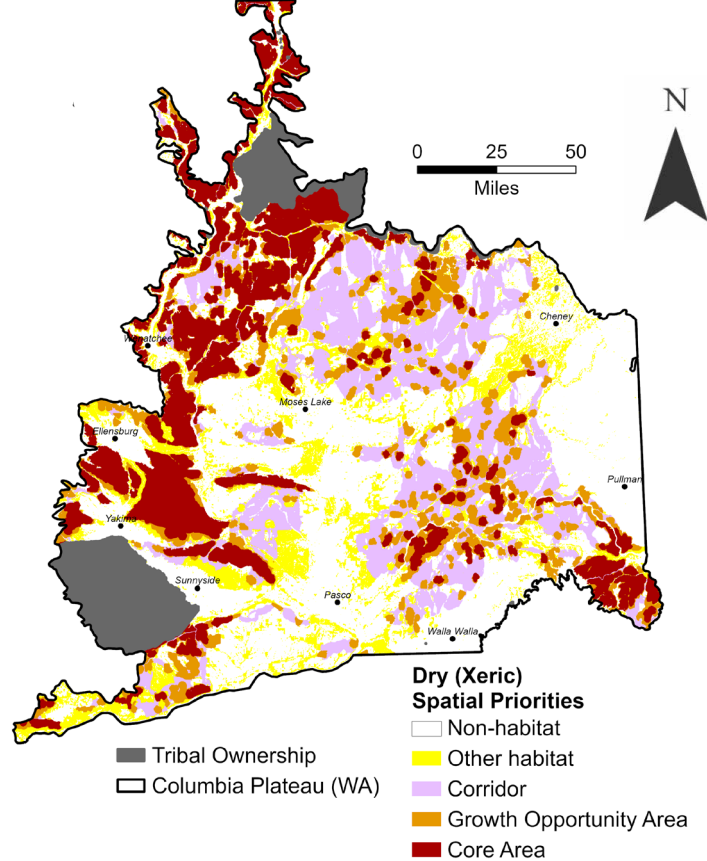 N
0 25 50
Miles
Cheney
Wenatchee
Moses Lake
Ellensburg
Pullman
Yakima
Sunnyside
Pasco
Walla Walla
Dry (Xeric)
Spatial Priorities
Non-habitat
Tribal Ownership
Other habitat
Columbia Plateau (WA)
Corridor
Growth Opportunity Area
Core Area